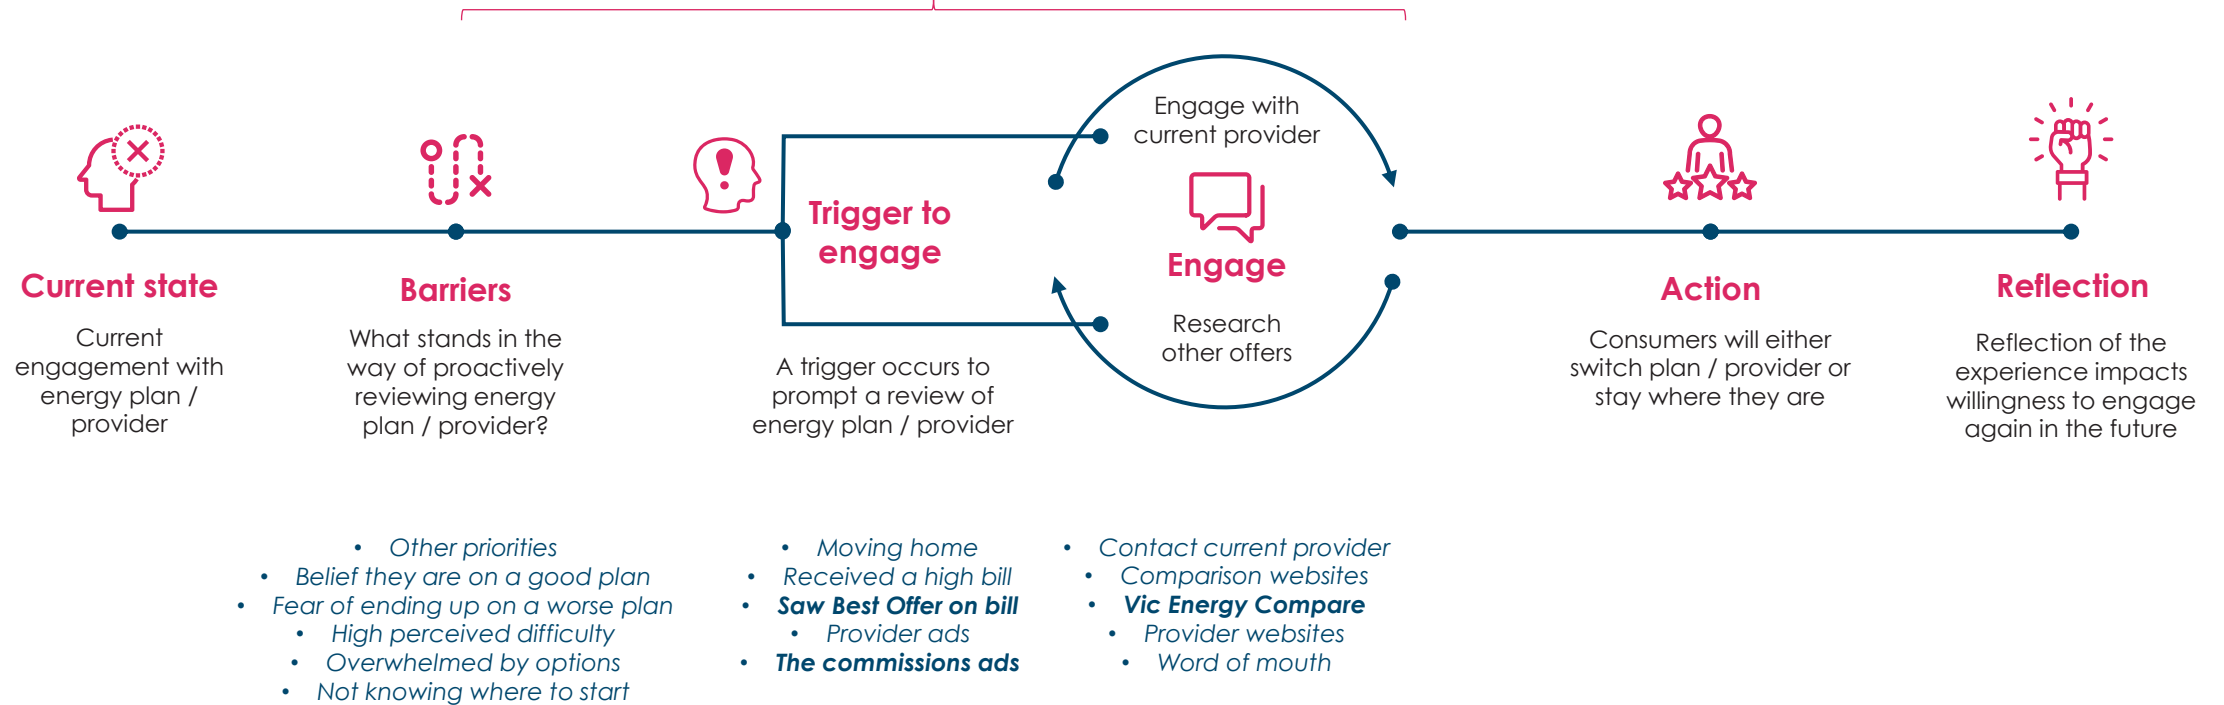 Current state
Current
engagement with
energy plan /
provider
Barriers
What stands in the
way of proactively
reviewing energy
plan / provider?
Trigger to
engage
A trigger occurs to
prompt a review of
energy plan / provider
Engage with
current provider
Engage
Research
other offers
Action
Consumers will either
switch plan / provider or
stay where they are
Reflection
Reflection of the
experience impacts
willingness to engage
again in the future
• Other priorities
• Belief they are on a good plan
• Fear of ending up on a worse plan
• High perceived difficulty
• Overwhelmed by options
• Not knowing where to start
• Moving home
• Received a high bill
• Saw Best Offer on bill
• Provider ads
• The commissions ads
• Contact current provider
• Comparison websites
• Vic Energy Compare
• Provider websites
• Word of mouth